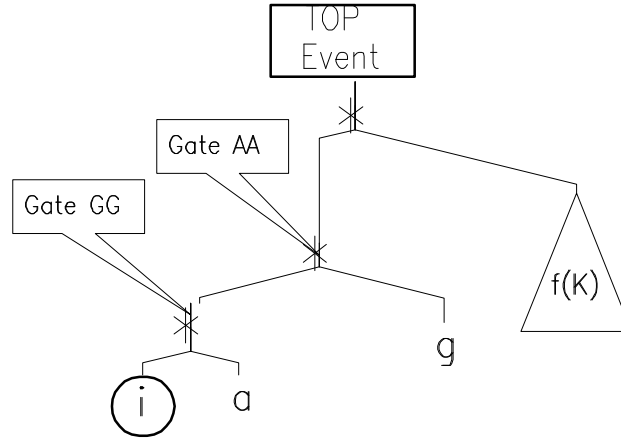 TOP
Event
Gate AA
Gate GG
f(K)
g
i
a